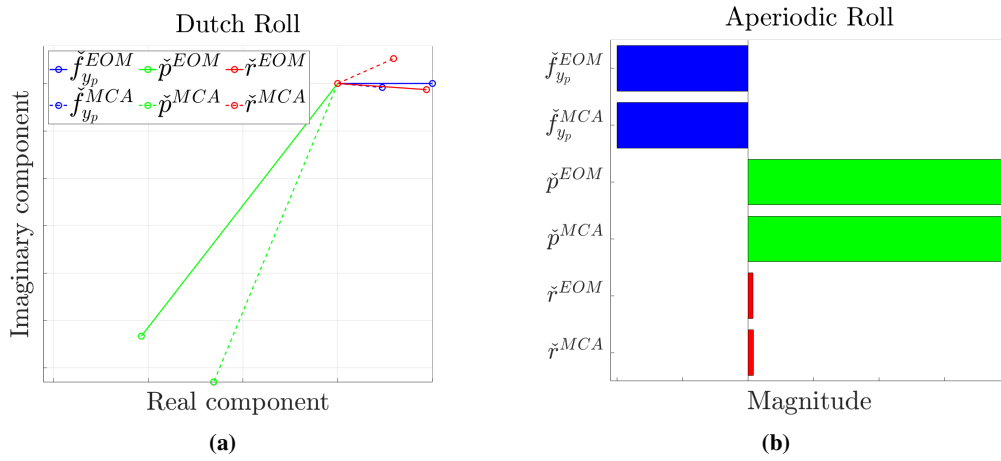 Dutch Roll
f̌_{y_p}^{EOM} p̌^{EOM} ř^{EOM}
f̌_{y_p}^{MCA} p̌^{MCA} ř^{MCA}
Imaginary component
Real component
(a)
Aperiodic Roll
f̌_{y_p}^{EOM}
f̌_{y_p}^{MCA}
p̌^{EOM}
p̌^{MCA}
ř^{EOM}
ř^{MCA}
Magnitude
(b)